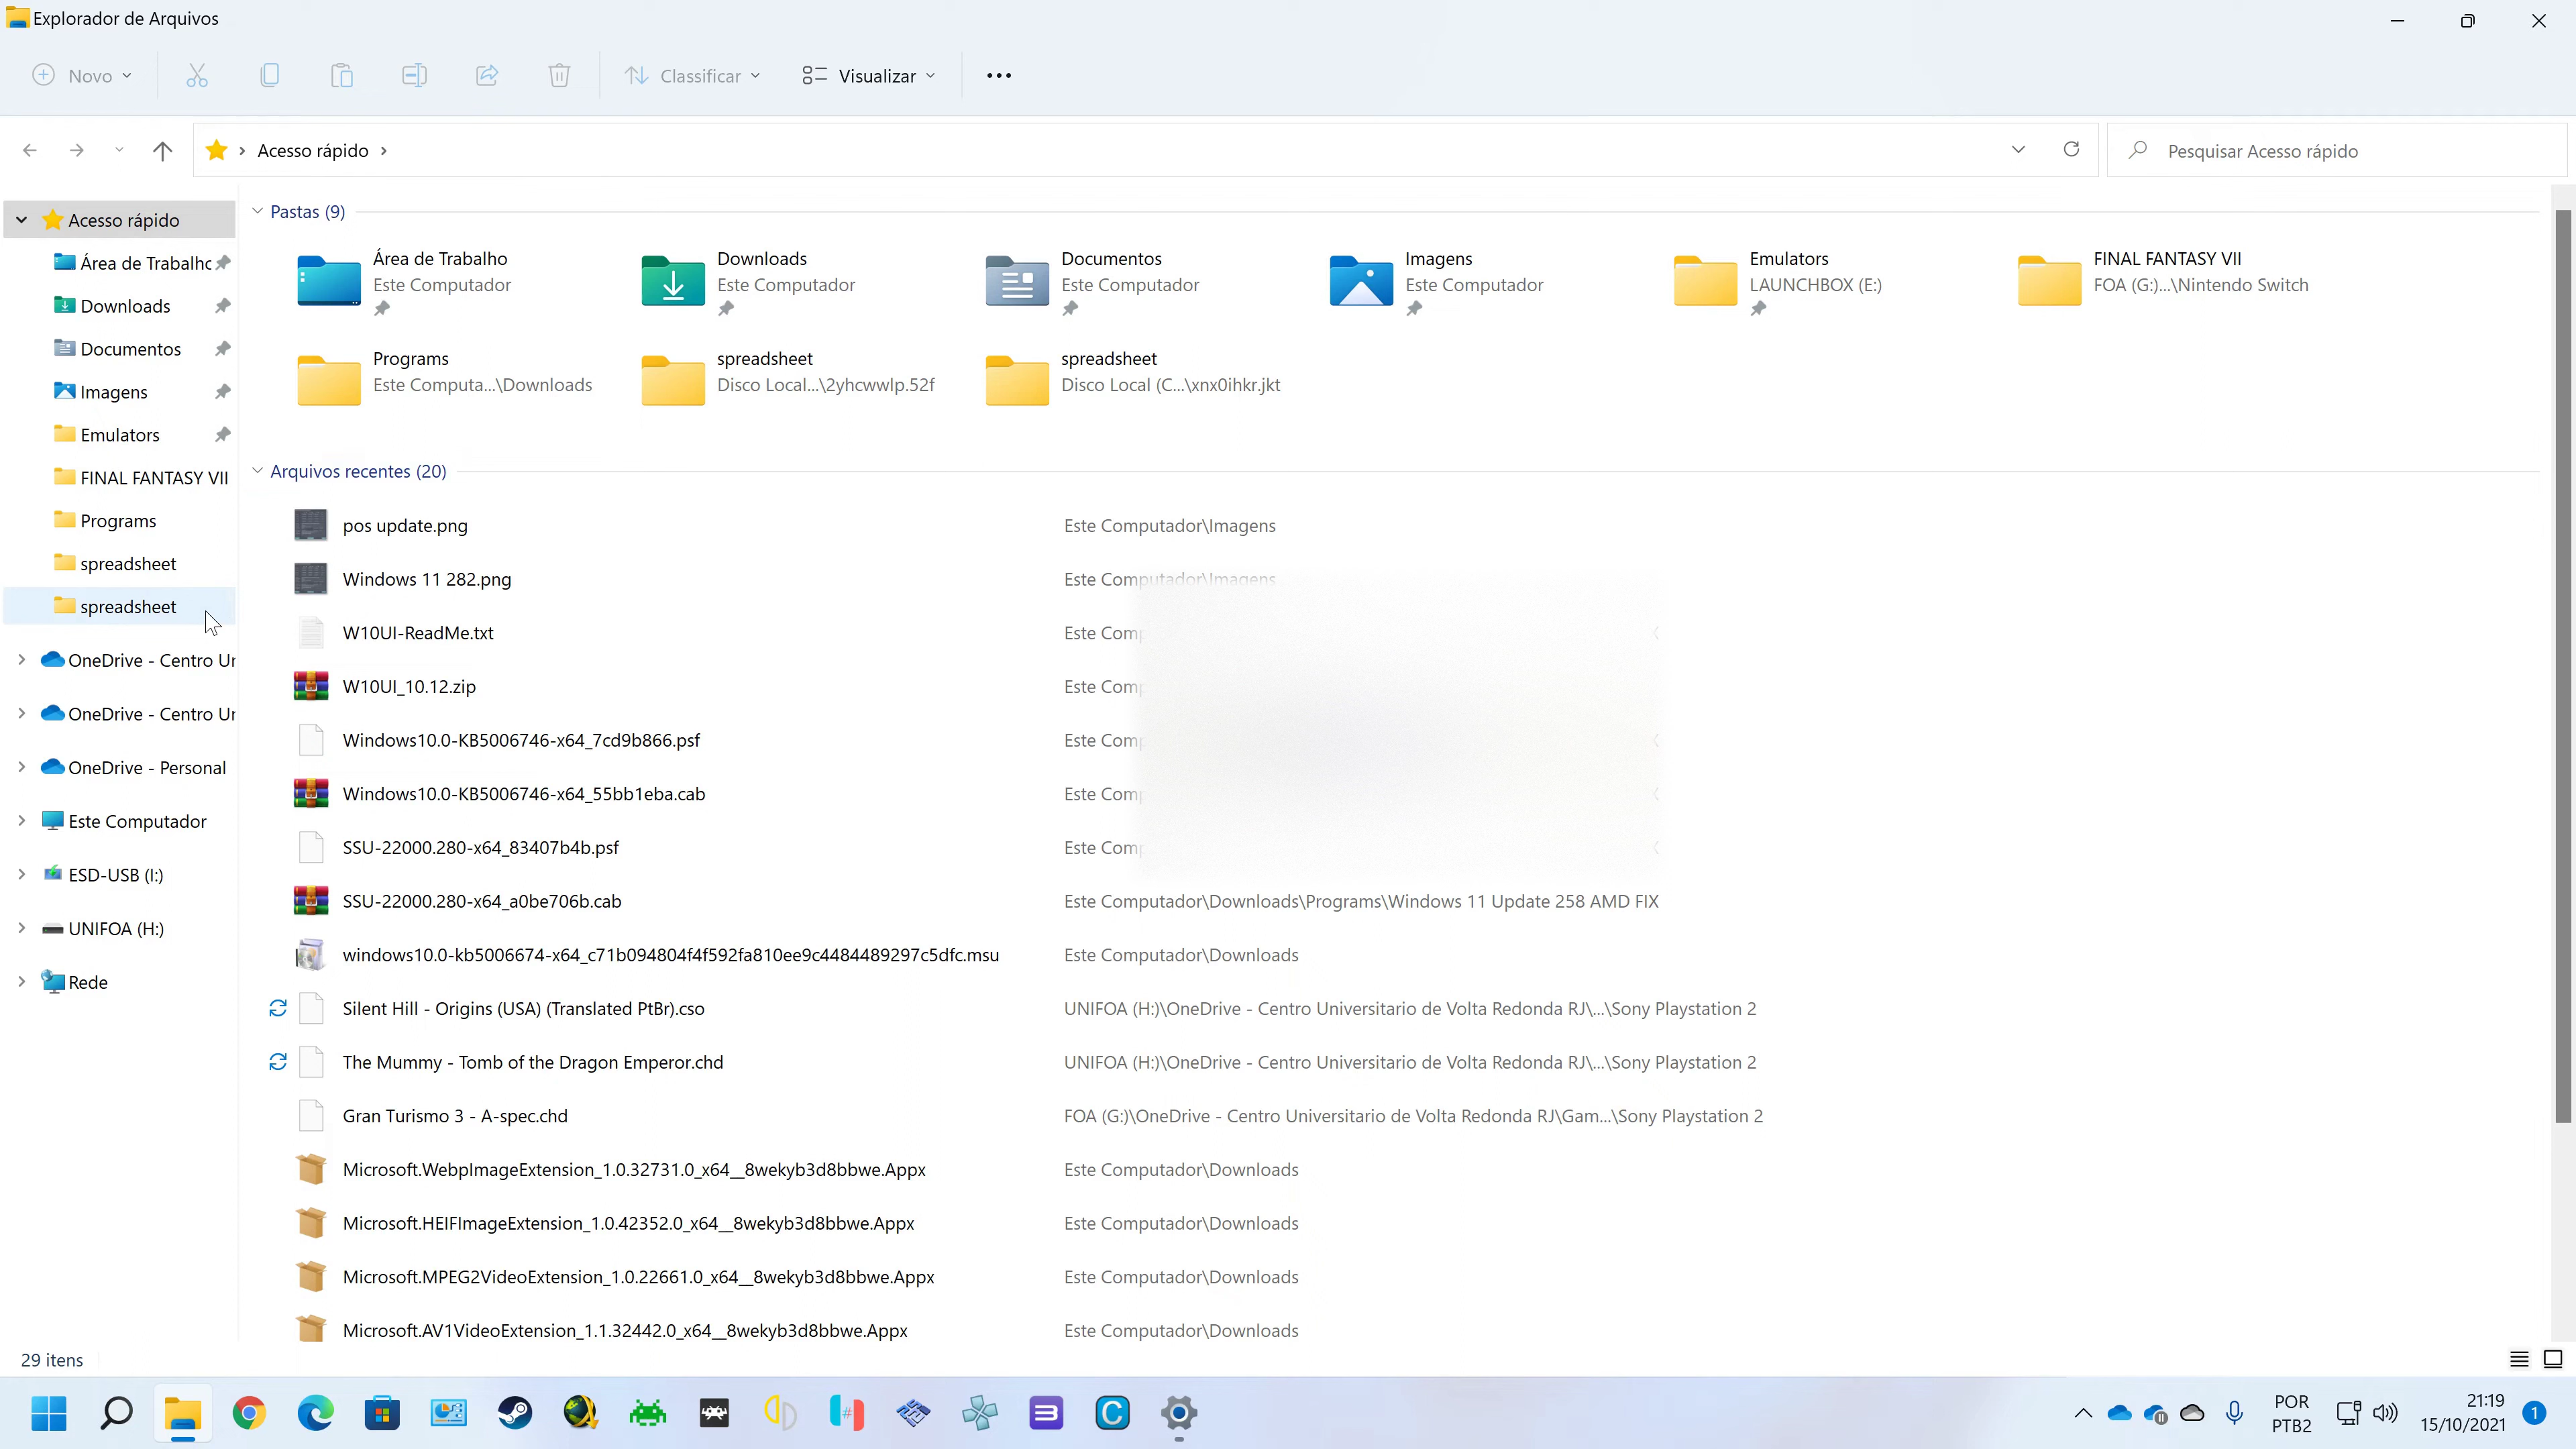 Explorador de Arquivos
Novo
Classificar
Visualizar
Acesso rápido
Pesquisar Acesso rápido
Acesso rápido
Área de Trabalho
Downloads
Documentos
Imagens
Emulators
FINAL FANTASY VII
Programs
spreadsheet
spreadsheet
OneDrive - Centro Un
OneDrive - Centro Un
OneDrive - Personal
Este Computador
ESD-USB (I:)
UNIFOA (H:)
Rede
Pastas (9)
Área de Trabalho
Este Computador
Downloads
Este Computador
Documentos
Este Computador
Imagens
Este Computador
Emulators
LAUNCHBOX (E:)
FINAL FANTASY VII
FOA (G:)...\Nintendo Switch
Programs
Este Computa...\Downloads
spreadsheet
Disco Local...\2yhcwwlp.52f
spreadsheet
Disco Local (C...\xnx0ihkr.jkt
Arquivos recentes (20)
pos update.png Este Computador\Imagens
Windows 11 282.png Este Computador\Imagens
W10UI-ReadMe.txt Este Comp
W10UI_10.12.zip Este Comp
Windows10.0-KB5006746-x64_7cd9b866.psf Este Comp
Windows10.0-KB5006746-x64_55bb1eba.cab Este Comp
SSU-22000.280-x64_83407b4b.psf Este Comp
SSU-22000.280-x64_a0be706b.cab Este Computador\Downloads\Programs\Windows 11 Update 258 AMD FIX
windows10.0-kb5006674-x64_c71b094804f4f592fa810ee9c4484489297c5dfc.msu Este Computador\Downloads
Silent Hill - Origins (USA) (Translated PtBr).cso UNIFOA (H:)\OneDrive - Centro Universitario de Volta Redonda RJ\...\Sony Playstation 2
The Mummy - Tomb of the Dragon Emperor.chd UNIFOA (H:)\OneDrive - Centro Universitario de Volta Redonda RJ\...\Sony Playstation 2
Gran Turismo 3 - A-spec.chd FOA (G:)\OneDrive - Centro Universitario de Volta Redonda RJ\Gam...\Sony Playstation 2
Microsoft.WebpImageExtension_1.0.32731.0_x64__8wekyb3d8bbwe.Appx Este Computador\Downloads
Microsoft.HEIFImageExtension_1.0.42352.0_x64__8wekyb3d8bbwe.Appx Este Computador\Downloads
Microsoft.MPEG2VideoExtension_1.0.22661.0_x64__8wekyb3d8bbwe.Appx Este Computador\Downloads
Microsoft.AV1VideoExtension_1.1.32442.0_x64__8wekyb3d8bbwe.Appx Este Computador\Downloads
29 itens
POR
PTB2
21:19
15/10/2021
1